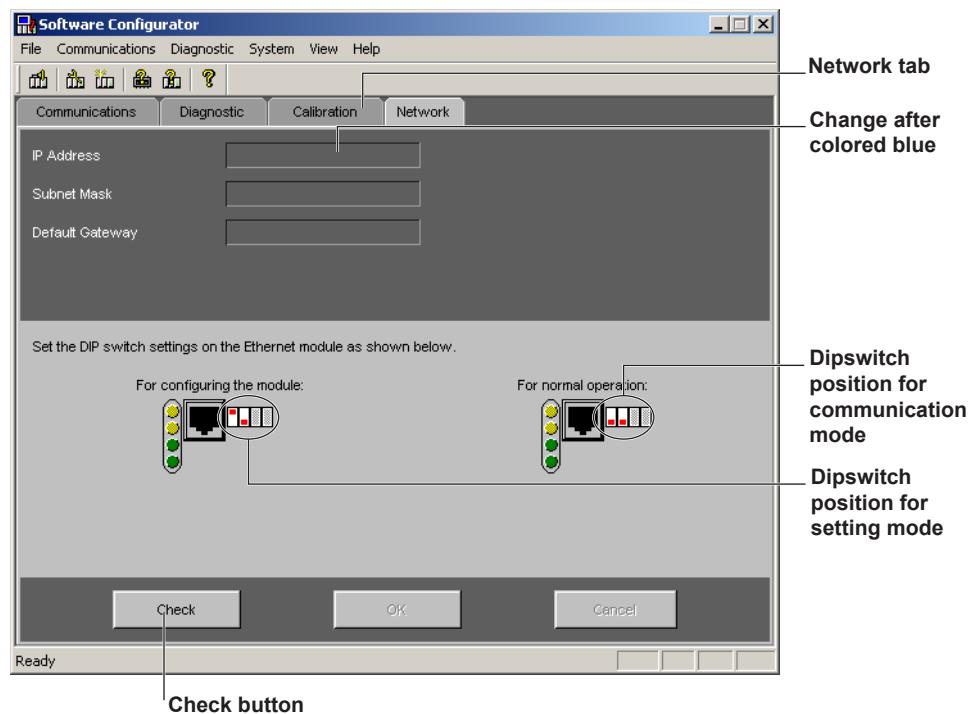 Software Configurator
File Communications Diagnostic System View Help
Communications Diagnostic Calibration Network
IP Address
Subnet Mask
Default Gateway
Set the DIP switch settings on the Ethernet module as shown below.
For configuring the module:
For normal operation:
Check OK Cancel
Ready
Network tab
Change after
colored blue
Dipswitch
position for
communication
mode
Dipswitch
position for
setting mode
Check button